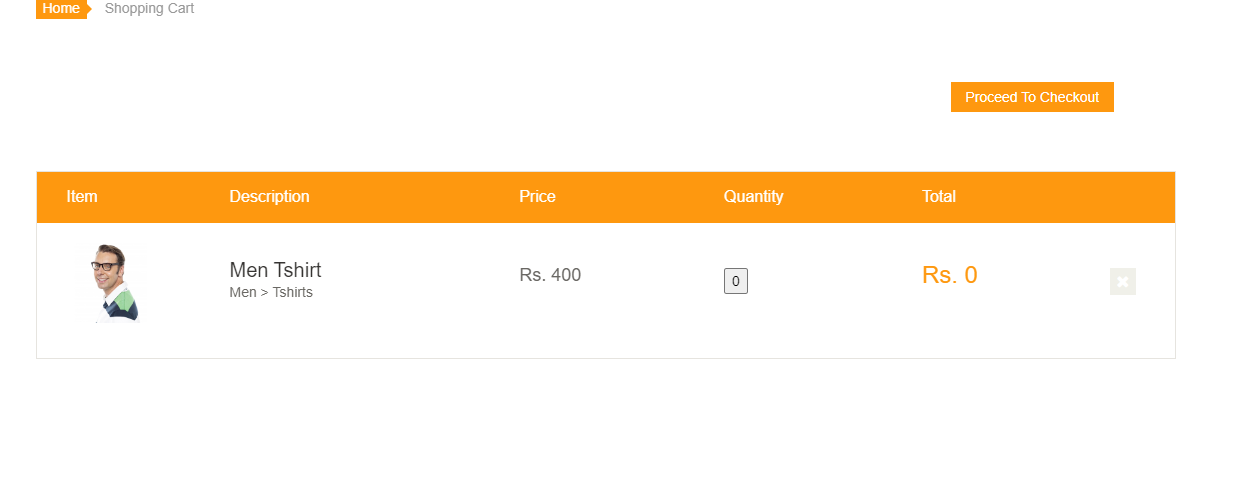 Home Shopping Cart
Proceed To Checkout
Item Description Price Quantity Total
Men Tshirt Rs. 400 0 Rs. 0
Men > Tshirts